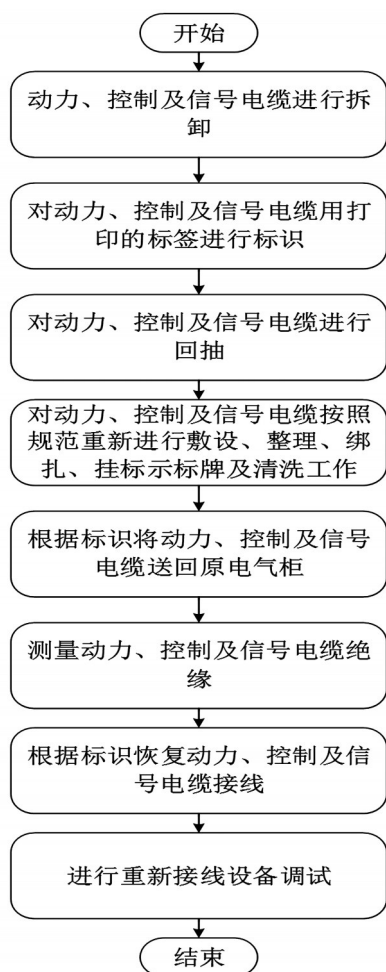 开始
动力、控制及信号电缆进行拆
卸
对动力、控制及信号电缆用打
印的标签进行标识
对动力、控制及信号电缆进行
回抽
对动力、控制及信号电缆按照
规范重新进行敷设、整理、绑
扎、挂标示标牌及清洗工作
根据标识将动力、控制及信号
电缆送回原电气柜
测量动力、控制及信号电缆绝
缘
根据标识恢复动力、控制及信
号电缆接线
进行重新接线设备调试
结束